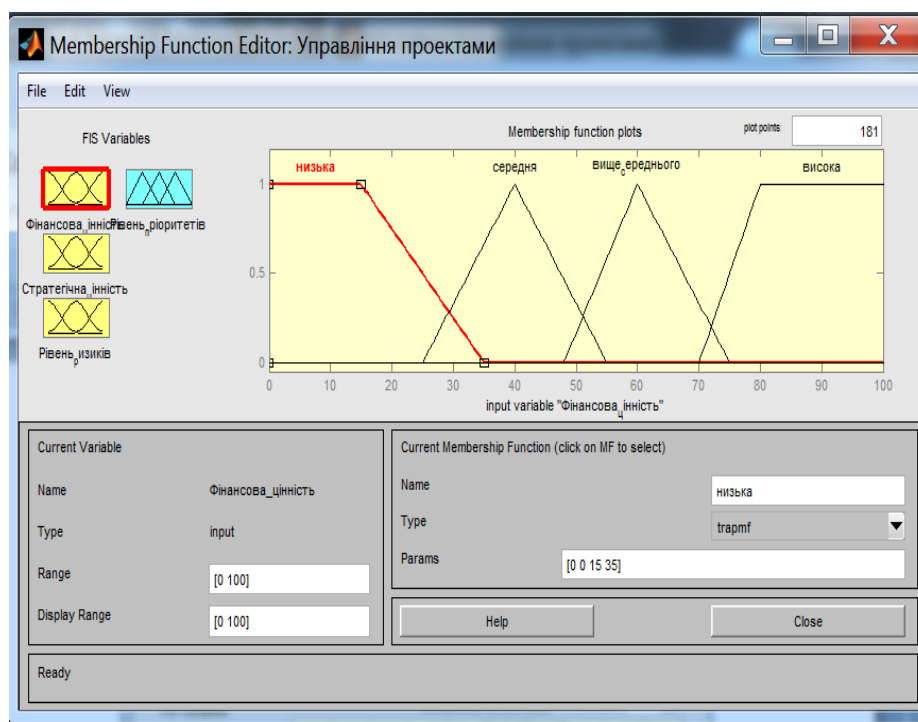 Membership Function Editor: Управління проектами
File Edit View
FIS Variables
Membership function plots
plot points:
181
Фінансова_цінність
Рівень_пріоритетів
Стратегічна_цінність
Рівень_ризиків
низька
середня
вище_середнього
висока
1
0.5
0
0 10 20 30 40 50 60 70 80 90 100
input variable "Фінансова_цінність"
Current Variable
Name Фінансова_цінність
Type input
Range [0 100]
Display Range [0 100]
Current Membership Function (click on MF to select)
Name низька
Type trapmf
Params [0 0 15 35]
Help Close
Ready